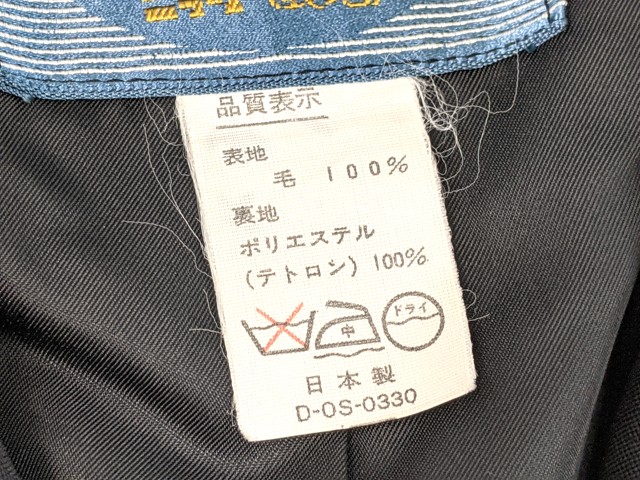 品質表示
表地
毛 100%
裏地
ポリエステル
(テトロン) 100%
中 ドライ
日本製
D-OS-0330